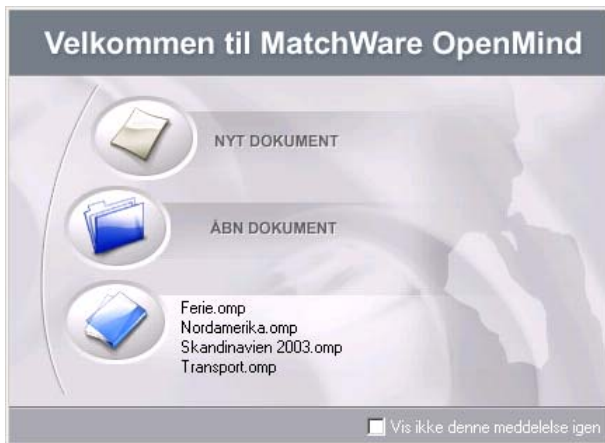 Velkommen til MatchWare OpenMind
NYT DOKUMENT
ÅBN DOKUMENT
Ferie.omp
Nordamerika.omp
Skandinavien 2003.omp
Transport.omp
Vis ikke denne meddelelse igen